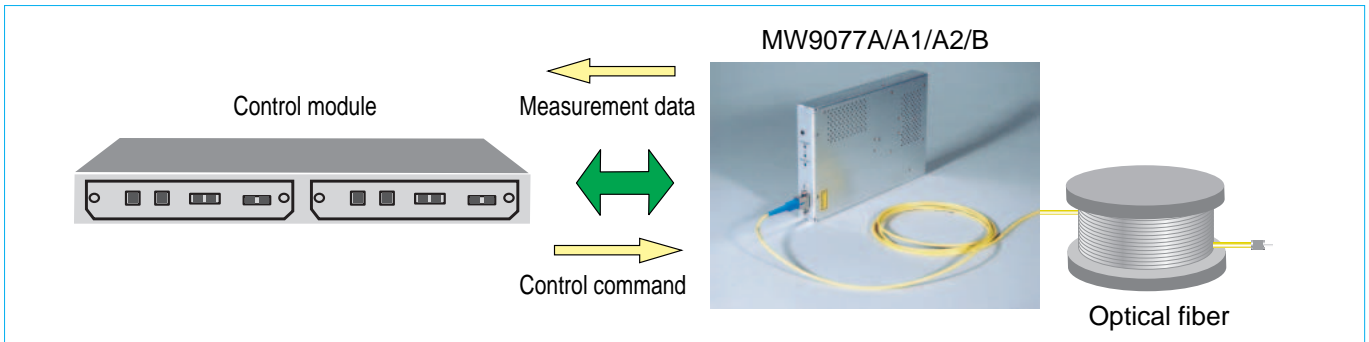 MW9077A/A1/A2/B
Control module
Measurement data
Control command
Optical fiber